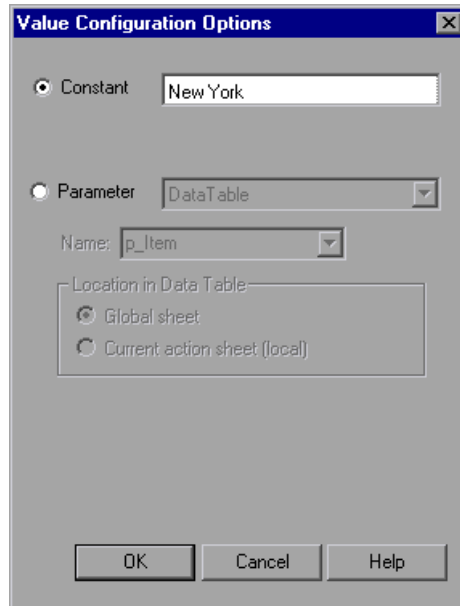 Value Configuration Options
Constant New York
Parameter DataTable
Name: p_Item
Location in Data Table
Global sheet
Current action sheet (local)
OK Cancel Help